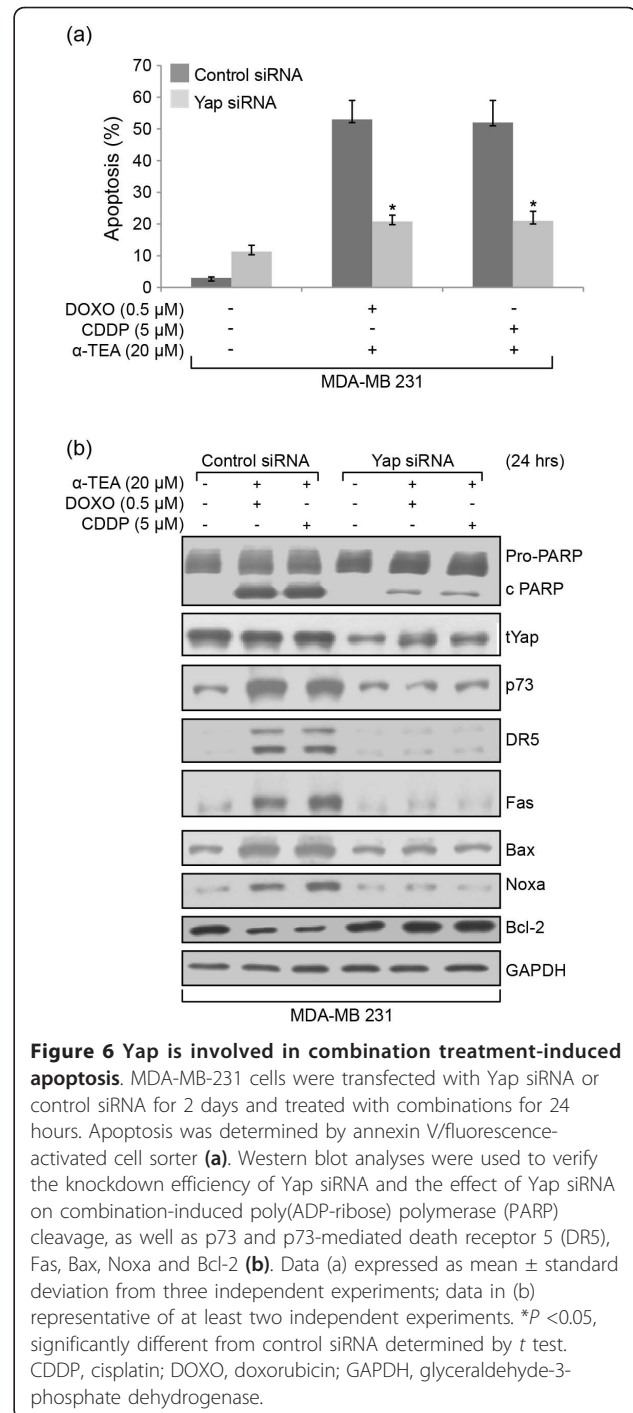 (a)
70
60
50
40
30
20
10
0
Apoptosis (%)
Control siRNA
Yap siRNA
* *
DOXO (0.5 µM) - + -
CDDP (5 µM) - - +
α-TEA (20 µM) - + +
MDA-MB 231
(b)
Control siRNA Yap siRNA (24 hrs)
α-TEA (20 µM) - + + - + +
DOXO (0.5 µM) - + - - + -
CDDP (5 µM) - - + - - +
Pro-PARP
c PARP
tYap
p73
DR5
Fas
Bax
Noxa
Bcl-2
GAPDH
MDA-MB 231
Figure 6 Yap is involved in combination treatment-induced
apoptosis. MDA-MB-231 cells were transfected with Yap siRNA or
control siRNA for 2 days and treated with combinations for 24
hours. Apoptosis was determined by annexin V/fluorescence-
activated cell sorter (a). Western blot analyses were used to verify
the knockdown efficiency of Yap siRNA and the effect of Yap siRNA
on combination-induced poly(ADP-ribose) polymerase (PARP)
cleavage, as well as p73 and p73-mediated death receptor 5 (DR5),
Fas, Bax, Noxa and Bcl-2 (b). Data (a) expressed as mean ± standard
deviation from three independent experiments; data in (b)
representative of at least two independent experiments. *P <0.05,
significantly different from control siRNA determined by t test.
CDDP, cisplatin; DOXO, doxorubicin; GAPDH, glyceraldehyde-3-
phosphate dehydrogenase.